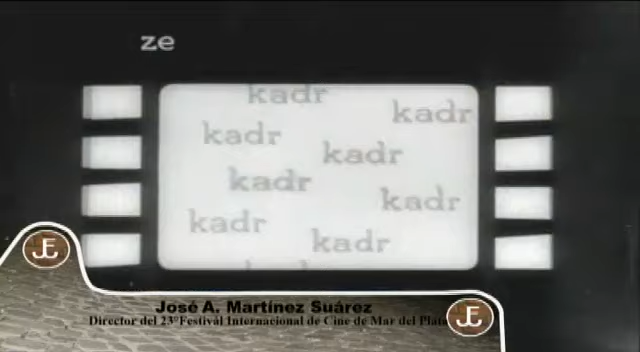 ze
kadr
kadr
kadr
kadr
kadr
kadr
kadr
kadr
José A. Martínez Suárez
Director del 23° Festival Internacional de Cine de Mar del Plata